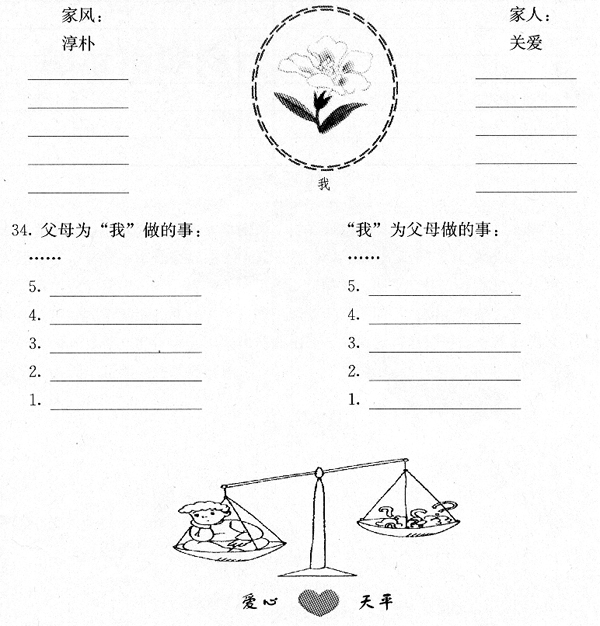 家风：
淳朴
家人：
关爱
我
34. 父母为“我”做的事：
……
5.
4.
3.
2.
1.
“我”为父母做的事：
……
5.
4.
3.
2.
1.
爱心 天平